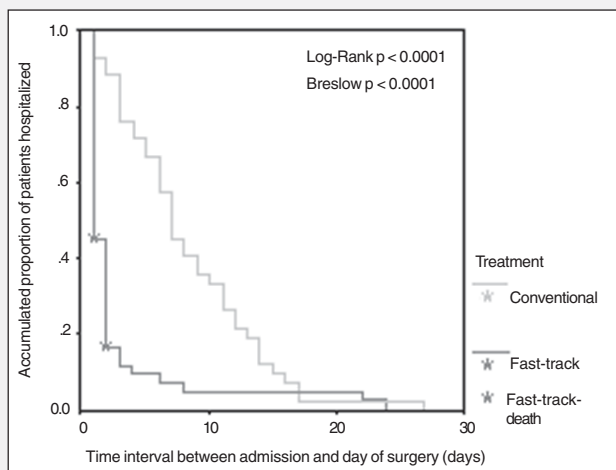 1.0
.8
.6
.4
.2
0.0
Accumulated proportion of patients hospitalized
Log-Rank p < 0.0001
Breslow p < 0.0001
Treatment
Conventional
Fast-track
Fast-track-
death
0
10
20
30
Time interval between admission and day of surgery (days)